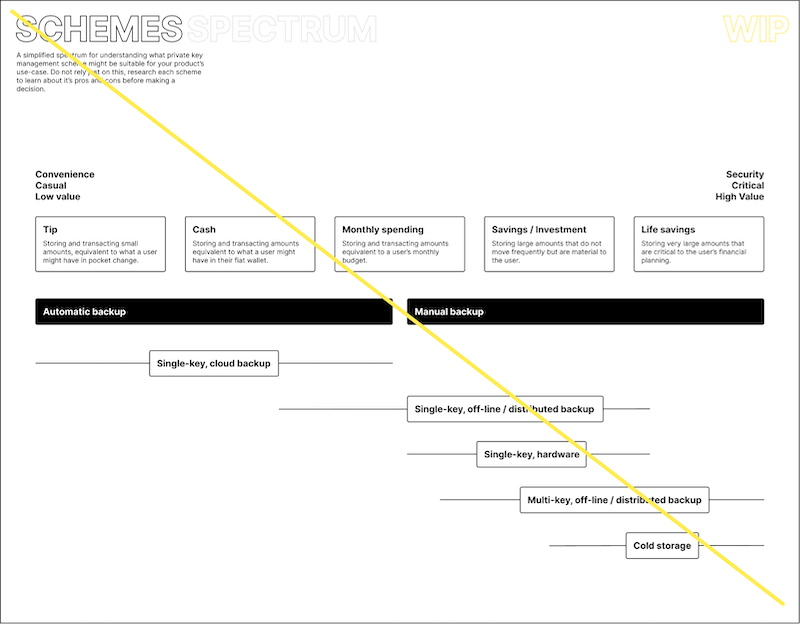 SCHEMES SPECTRUM
WIP
A simplified spectrum for understanding what private key
management scheme might be suitable for your product's
use-case. Do not rely just on this, research each scheme
to learn about it's pros and cons before making a
decision.
Convenience
Casual
Low value
Security
Critical
High Value
Tip
Storing and transacting small
amounts, equivalent to what a user
might have in pocket change.
Cash
Storing and transacting amounts
equivalent to what a user might
have in their fiat wallet.
Monthly spending
Storing and transacting amounts
equivalent to a user's monthly
budget.
Savings / Investment
Storing large amounts that do not
move frequently but are material to
the user.
Life savings
Storing very large amounts that
are critical to the user's financial
planning.
Automatic backup
Manual backup
Single-key, cloud backup
Single-key, off-line / distributed backup
Single-key, hardware
Multi-key, off-line / distributed backup
Cold storage